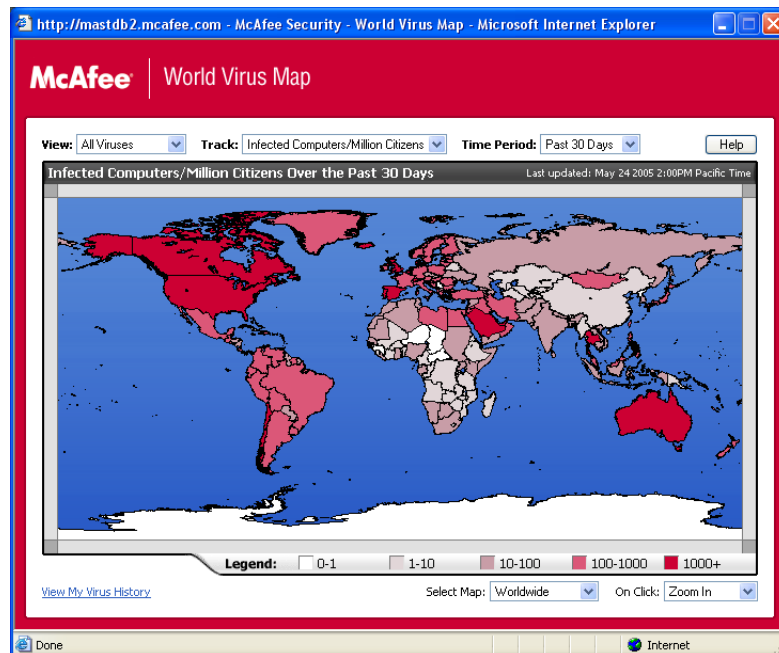 http://mastdb2.mcafee.com - McAfee Security - World Virus Map - Microsoft Internet Explorer
McAfee World Virus Map
View: All Viruses Track: Infected Computers/Million Citizens Time Period: Past 30 Days Help
Infected Computers/Million Citizens Over the Past 30 Days Last updated: May 24 2005 2:00PM Pacific Time
Legend: 0-1 1-10 10-100 100-1000 1000+
View My Virus History Select Map: Worldwide On Click: Zoom In
Done Internet